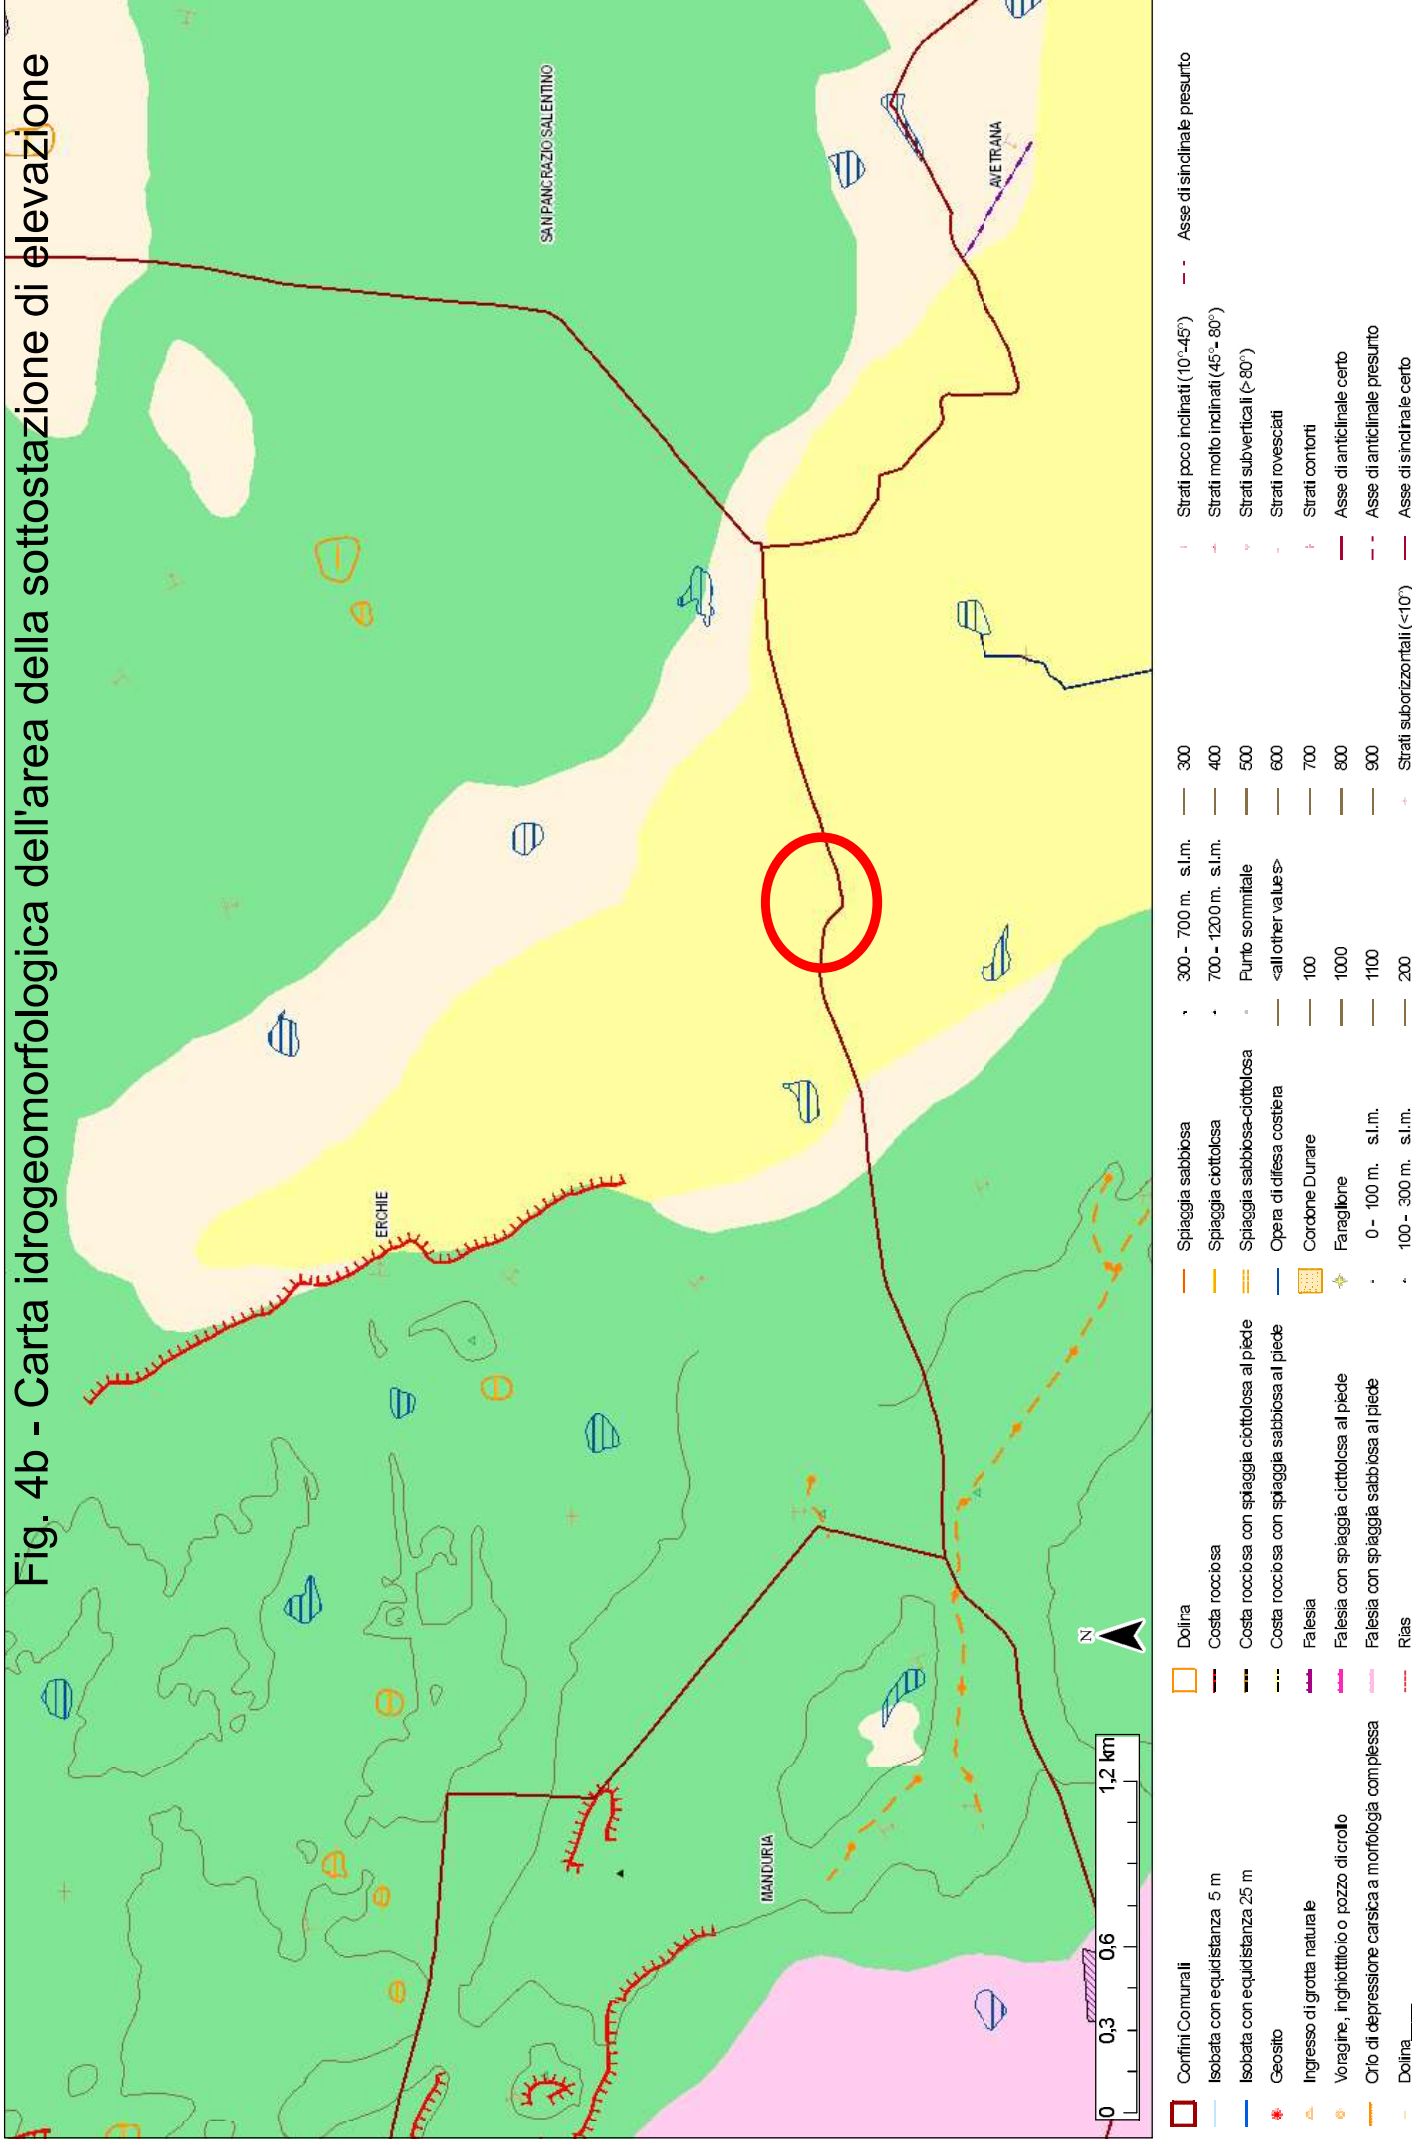 Fig. 4b - Carta idrogeomorfologica dell'area della sottostazione di elevazione
SAN PANCRAZIO SALENTINO
ERCHIE
AVETRANA
MANDURIA
N
0 0,3 0,6 1,2 km
Confini Comunali
Isobata con equidistanza 5 m
Isobata con equidistanza 25 m
Geosito
Ingresso di grotta naturale
Voragine, inghiottitoio o pozzo di crollo
Orlo di depressione carsica a morfologia complessa
Dolina
Dolina
Costa rocciosa
Costa rocciosa con spiaggia ciottolosa al piede
Costa rocciosa con spiaggia sabbiosa al piede
Falesia
Falesia con spiaggia ciottolosa al piede
Falesia con spiaggia sabbiosa al piede
Rias
Spiaggia sabbiosa
Spiaggia ciottolosa
Spiaggia sabbiosa-ciottolosa
Opera di difesa costiera
Cordone Dunare
Faraglione
0 - 100 m. s.l.m.
100 - 300 m. s.l.m.
300 - 700 m. s.l.m.
700 - 1200 m. s.l.m.
Punto sommitale
<all other values>
100
1000
1100
200
300
400
500
600
700
800
900
Strati suborizzontali (<10°)
Strati poco inclinati (10°-45°)
Strati molto inclinati (45°- 80°)
Strati subverticali (>80°)
Strati rovesciati
Strati contorti
Asse di anticlinale certo
Asse di anticlinale presunto
Asse di sinclinale certo
Asse di sinclinale presunto